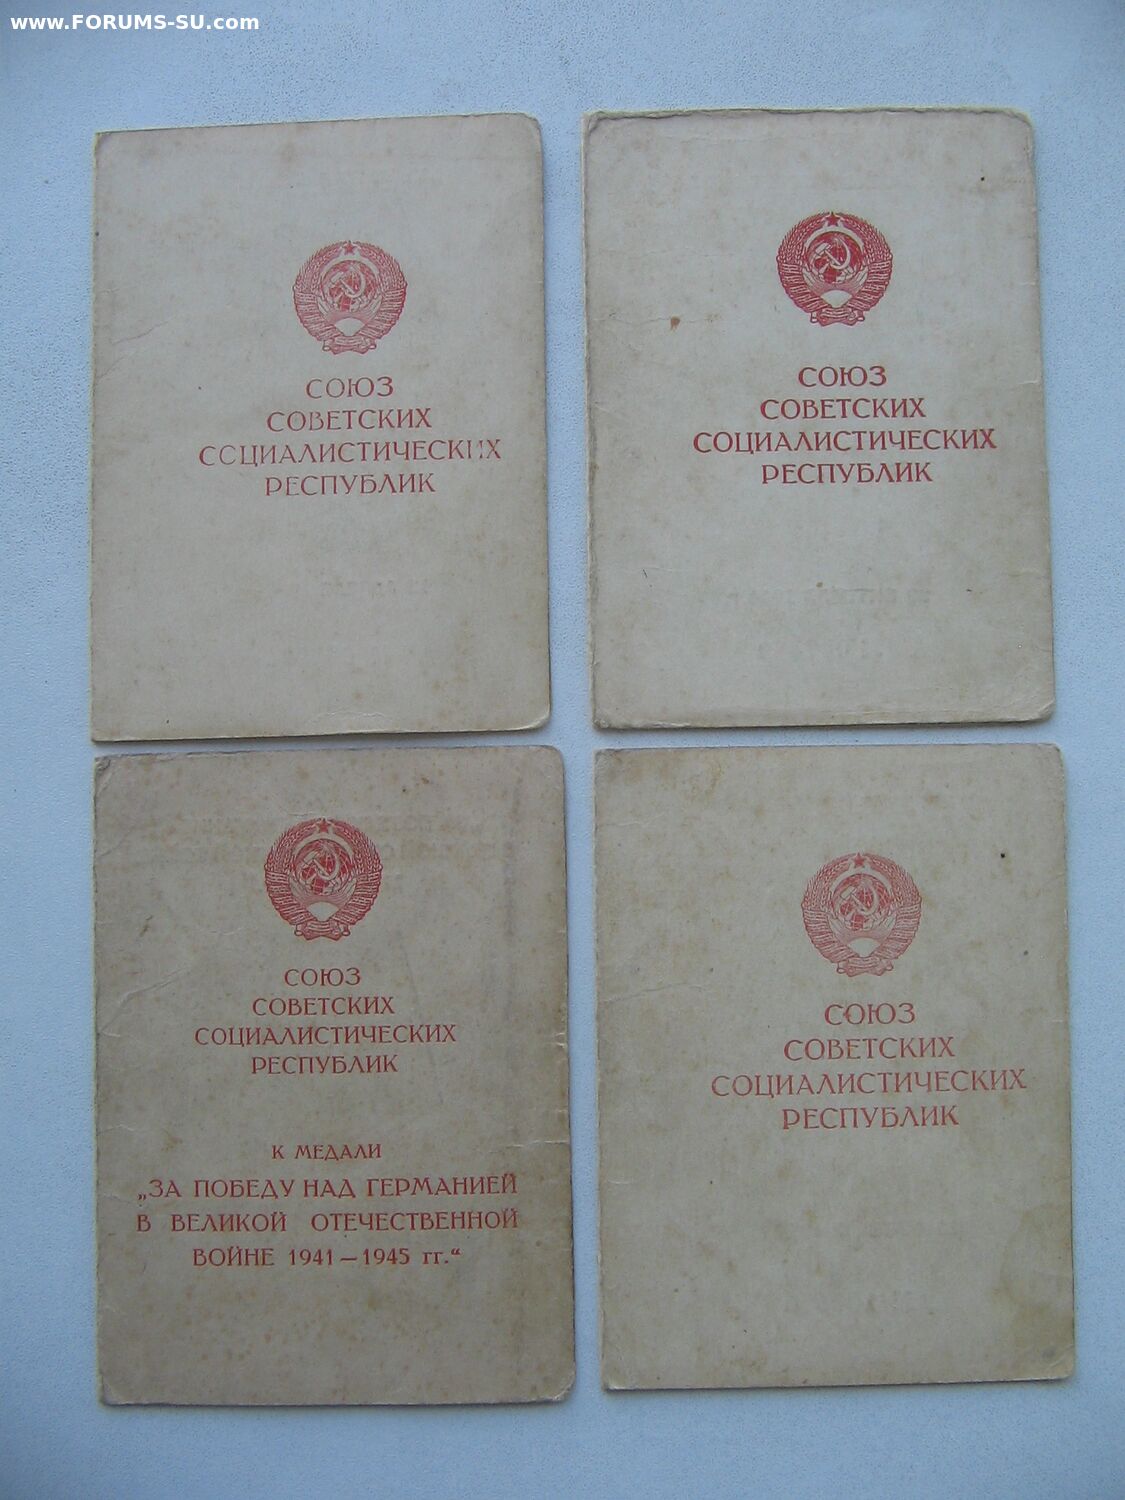 www.FORUMS-SU.com
СОЮЗ
СОВЕТСКИХ
СОЦИАЛИСТИЧЕСКИХ
РЕСПУБЛИК
СОЮЗ
СОВЕТСКИХ
СОЦИАЛИСТИЧЕСКИХ
РЕСПУБЛИК
СОЮЗ
СОВЕТСКИХ
СОЦИАЛИСТИЧЕСКИХ
РЕСПУБЛИК
К МЕДАЛИ
„ЗА ПОБЕДУ НАД ГЕРМАНИЕЙ
В ВЕЛИКОЙ ОТЕЧЕСТВЕННОЙ
ВОЙНЕ 1941 — 1945 гг.“
СОЮЗ
СОВЕТСКИХ
СОЦИАЛИСТИЧЕСКИХ
РЕСПУБЛИК